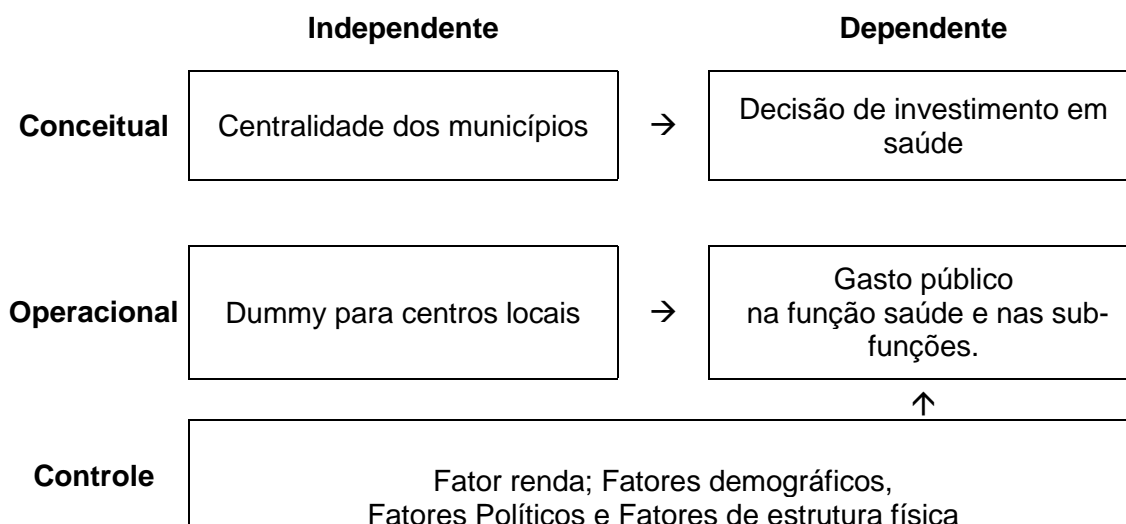 Independente Dependente
Conceitual Centralidade dos municípios → Decisão de investimento em
saúde
Operacional Dummy para centros locais → Gasto público
na função saúde e nas sub-
funções.
↑
Controle Fator renda; Fatores demográficos,
Fatores Políticos e Fatores de estrutura física